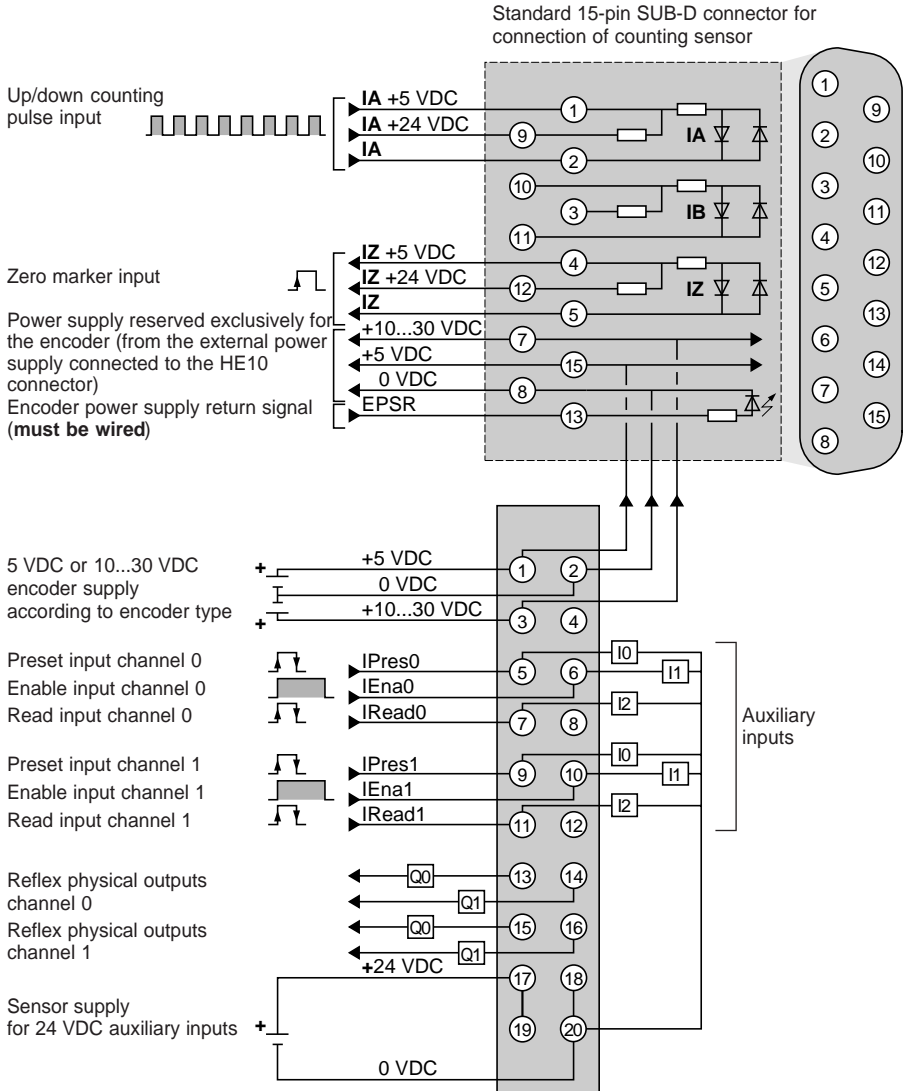 Standard 15-pin SUB-D connector for
connection of counting sensor
Up/down counting
pulse input
IA +5 VDC
IA +24 VDC
IA
1
9
2
IA
10
3
11
IB
Zero marker input
IZ +5 VDC
IZ +24 VDC
IZ
4
12
5
IZ
Power supply reserved exclusively for
the encoder (from the external power
supply connected to the HE10
connector)
+10...30 VDC
+5 VDC
0 VDC
7
15
8
Encoder power supply return signal
(must be wired)
EPSR
13
1
9
2
10
3
11
4
12
5
13
6
14
7
15
8
5 VDC or 10...30 VDC
encoder supply
according to encoder type
+
+
+5 VDC
0 VDC
+10...30 VDC
1
2
3
4
Preset input channel 0
IPres0
5
6
I0
Enable input channel 0
IEna0
I1
Read input channel 0
IRead0
7
8
I2
Auxiliary
inputs
Preset input channel 1
IPres1
9
10
I0
Enable input channel 1
IEna1
I1
Read input channel 1
IRead1
11
12
I2
Reflex physical outputs
channel 0
Q0
13
14
Q1
Reflex physical outputs
channel 1
Q0
15
16
Q1
+24 VDC
17
18
Sensor supply
for 24 VDC auxiliary inputs
+
19
20
0 VDC